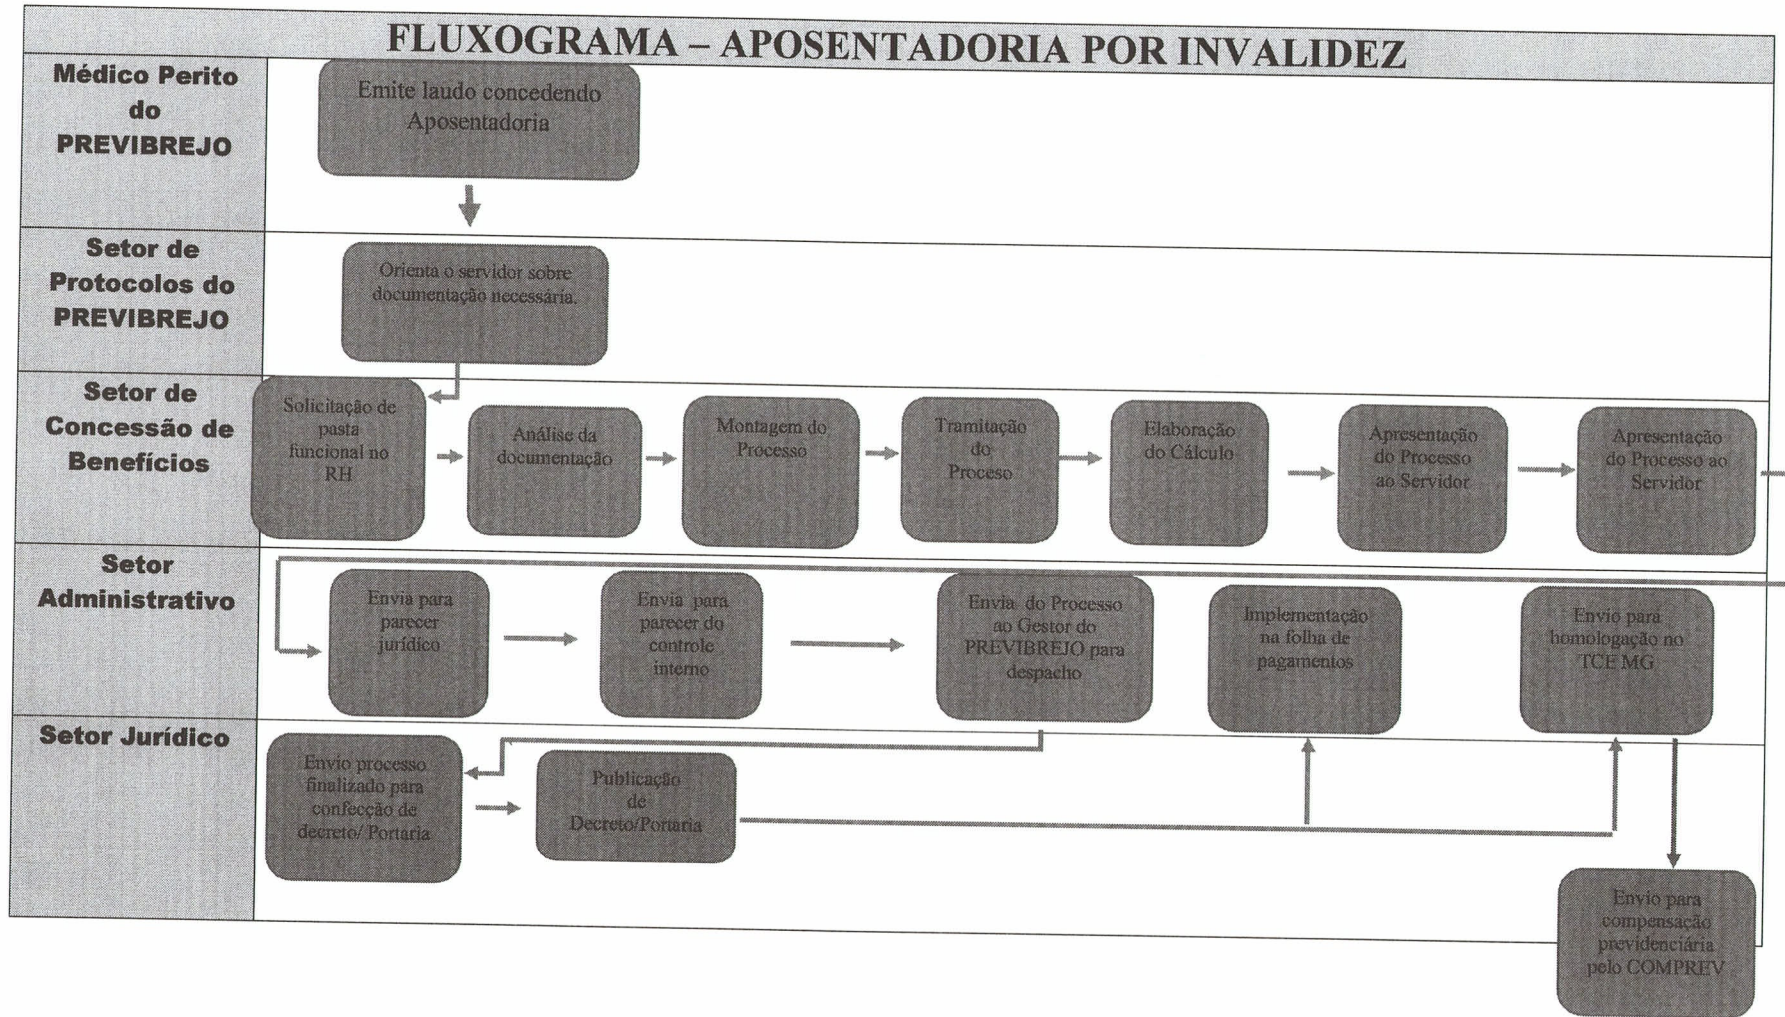 FLUXOGRAMA – APOSENTADORIA POR INVALIDEZ
Médico Perito
do
PREVIBREJO
Emite laudo concedendo
Aposentadoria
Setor de
Protocolos do
PREVIBREJO
Orienta o servidor sobre
documentação necessária.
Setor de
Concessão de
Benefícios
Solicitação de
pasta
funcional no
RH
Análise da
documentação
Montagem do
Processo
Tramitação
do
Proceso
Elaboração
do Cálculo
Apresentação
do Processo
ao Servidor
Apresentação
do Processo ao
Servidor
Setor
Administrativo
Envia para
parecer
jurídico
Envia para
parecer do
controle
interno
Envia do Processo
ao Gestor do
PREVIBREJO para
despacho
Implementação
na folha de
pagamentos
Envio para
homologação no
TCE MG
Setor Jurídico
Envio processo
finalizado para
confecção de
decreto/ Portaria
Publicação
de
Decreto/Portaria
Envio para
compensação
previdenciária
pelo COMPREV